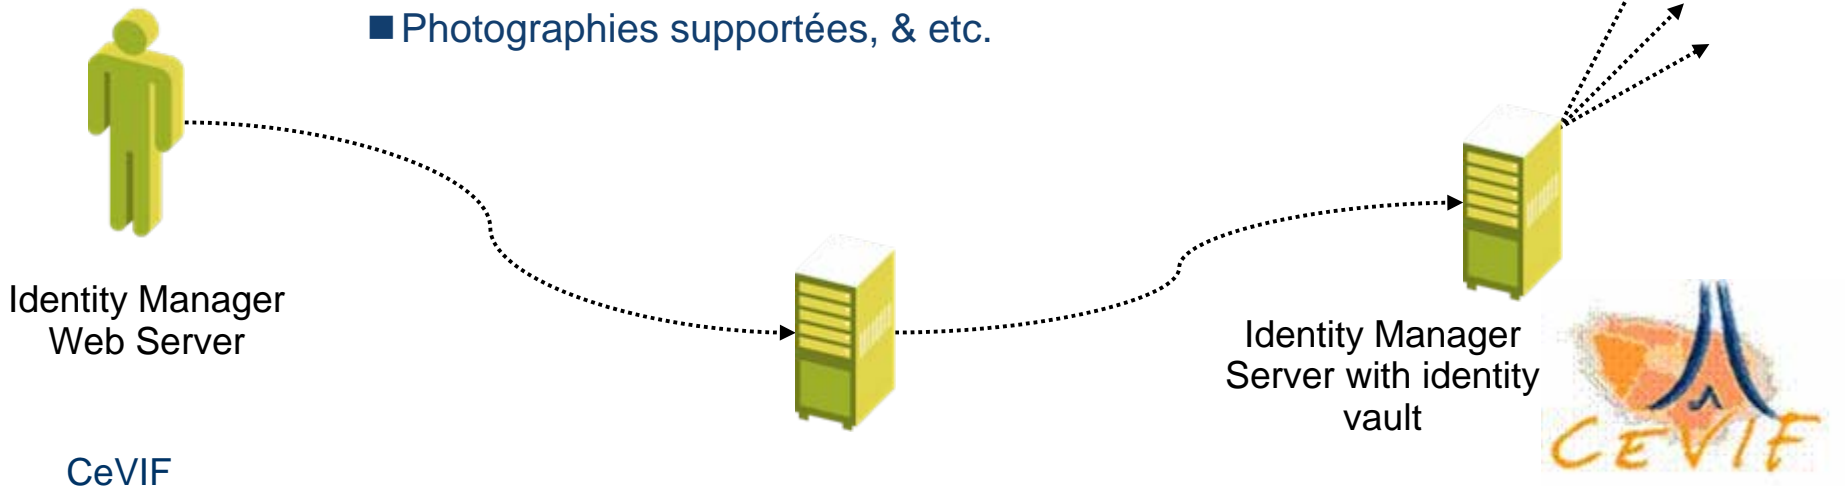 ■ Photographies supportées, & etc.
Identity Manager
Web Server
Identity Manager
Server with identity
vault
CeVIF
CeVIF